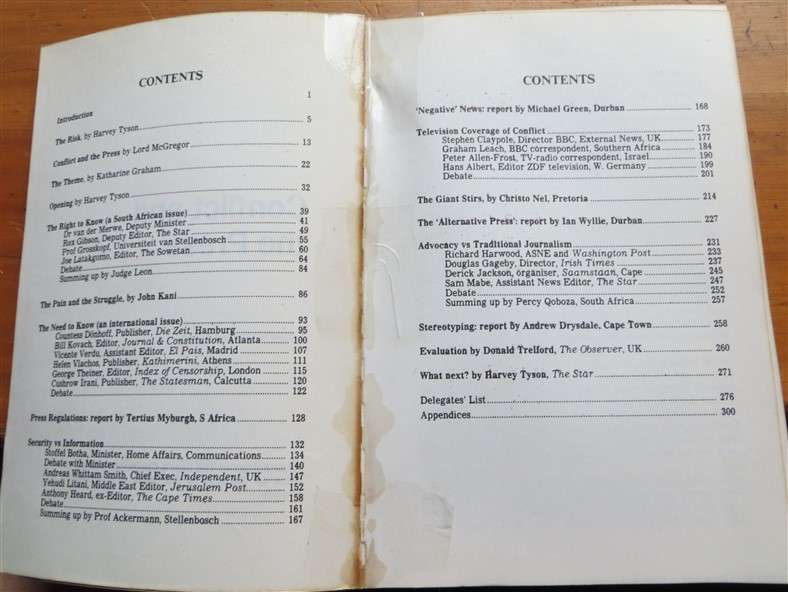 CONTENTS
1
Introduction
The Risk, by Harvey Tyson 5
Conflict and the Press by Lord McGregor 13
The Theme, by Katharine Graham 22
Opening by Harvey Tyson 32
The Right to Know (a South African issue) 39
Dr van der Merwe, Deputy Minister 41
Rex Gibson, Deputy Editor, The Star 49
Prof Grosskopf, Universiteit van Stellenbosch 55
Joe Latakgomo, Editor, The Sowetan 60
Debate 64
Summing up by Judge Leon 84
The Pain and the Struggle, by John Kani 86
The Need to Know (an international issue) 93
Countess Dönhoff, Publisher, Die Zeit, Hamburg 95
Bill Kovach, Editor, Journal & Constitution, Atlanta 100
Vicente Verdu, Assistant Editor, El Pais, Madrid 107
Helen Vlachos, Publisher, Kathimerini, Athens 111
George Theiner, Editor, Index of Censorship, London 115
Cushrow Irani, Publisher, The Statesman, Calcutta 120
Debate 122
Press Regulations: report by Tertius Myburgh, S Africa 128
Security vs Information 132
Stoffel Botha, Minister, Home Affairs, Communications 134
Debate with Minister 140
Andreas Whittam Smith, Chief Exec, Independent, UK 147
Yehudi Litani, Middle East Editor, Jerusalem Post 152
Anthony Heard, ex-Editor, The Cape Times 158
Debate 161
Summing up by Prof Ackermann, Stellenbosch 167
CONTENTS
'Negative' News: report by Michael Green, Durban 168
Television Coverage of Conflict 173
Stephen Claypole, Director BBC, External News, UK 177
Graham Leach, BBC correspondent, Southern Africa 184
Peter Allen-Frost, TV-radio correspondent, Israel 190
Hans Albert, Editor ZDF television, W. Germany 199
Debate 201
The Giant Stirs, by Christo Nel, Pretoria 214
The 'Alternative Press': report by Ian Wyllie, Durban 227
Advocacy vs Traditional Journalism 231
Richard Harwood, ASNE and Washington Post 233
Douglas Gageby, Director, Irish Times 237
Derick Jackson, organiser, Saamstaan, Cape 245
Sam Mabe, Assistant News Editor, The Star 247
Debate 252
Summing up by Percy Qoboza, South Africa 257
Stereotyping: report by Andrew Drysdale, Cape Town 258
Evaluation by Donald Trelford, The Observer, UK 260
What next? by Harvey Tyson, The Star 271
Delegates' List 276
Appendices 300